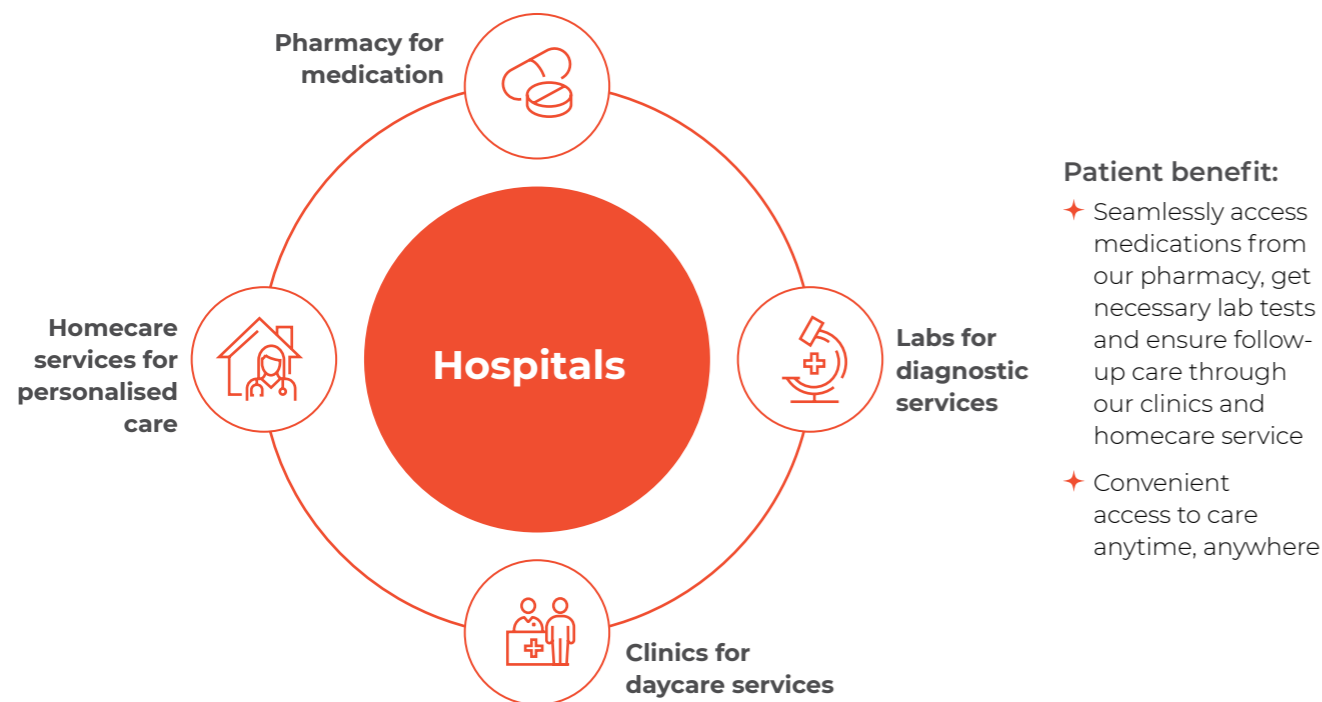 Pharmacy for
medication
Homecare
services for
personalised
care
Hospitals
Labs for
diagnostic
services
Clinics for
daycare services
Patient benefit:
Seamlessly access
medications from
our pharmacy, get
necessary lab tests
and ensure follow-
up care through
our clinics and
homecare service
Convenient
access to care
anytime, anywhere